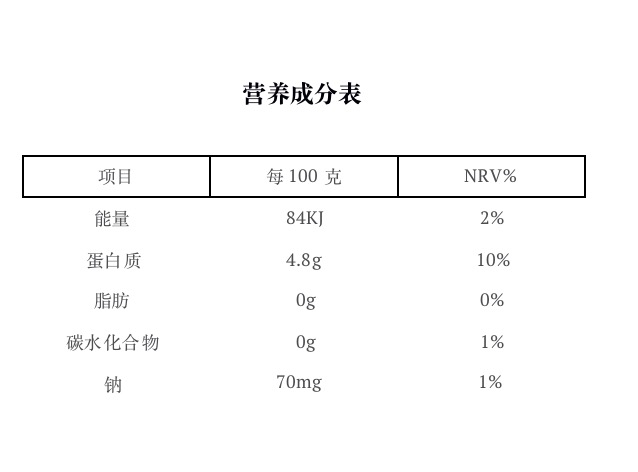 营养成分表
项目 每 100 克 NRV%
能量 84KJ 2%
蛋白质 4.8g 10%
脂肪 0g 0%
碳水化合物 0g 1%
钠 70mg 1%